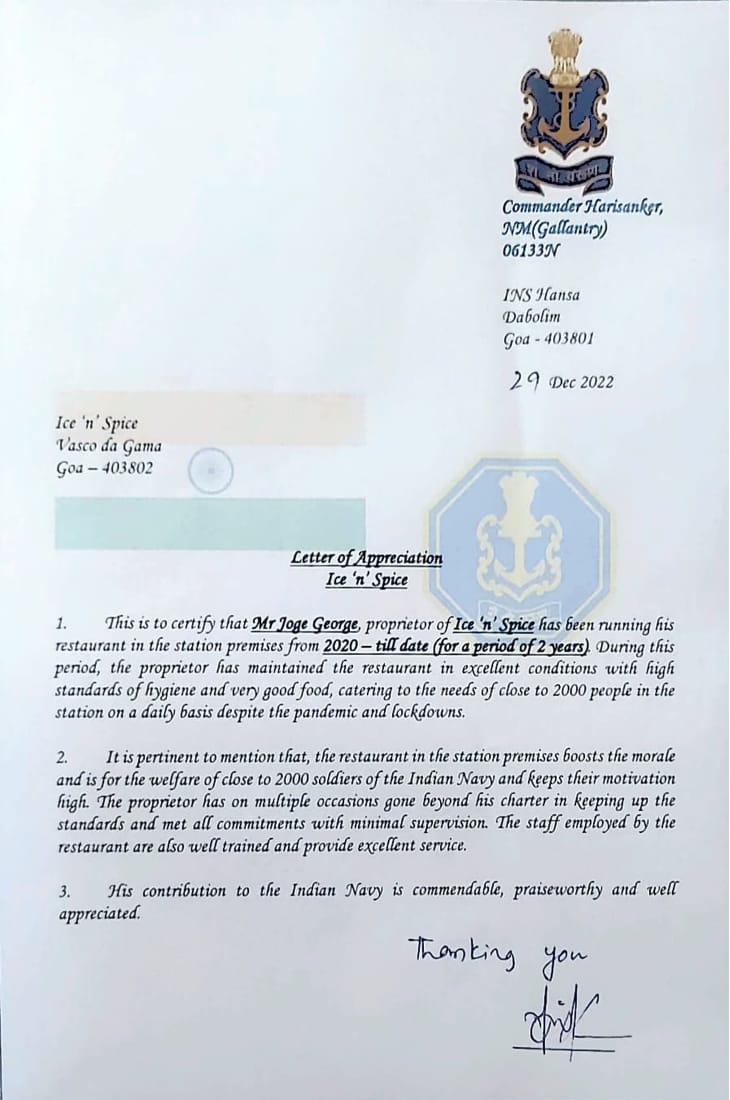 Commander Harisanker,
NM(Gallantry)
06133N
INS Hansa
Dabolim
Goa - 403801
29 Dec 2022
Ice ‘n’ Spice
Vasco da Gama
Goa – 403802
Letter of Appreciation
Ice ‘n’ Spice
1. This is to certify that Mr Joge George, proprietor of Ice ‘n’ Spice has been running his
restaurant in the station premises from 2020 – till date (for a period of 2 years). During this
period, the proprietor has maintained the restaurant in excellent conditions with high
standards of hygiene and very good food, catering to the needs of close to 2000 people in the
station on a daily basis despite the pandemic and lockdowns.
2. It is pertinent to mention that, the restaurant in the station premises boosts the morale
and is for the welfare of close to 2000 soldiers of the Indian Navy and keeps their motivation
high. The proprietor has on multiple occasions gone beyond his charter in keeping up the
standards and met all commitments with minimal supervision. The staff employed by the
restaurant are also well trained and provide excellent service.
3. His contribution to the Indian Navy is commendable, praiseworthy and well
appreciated.
Thanking you